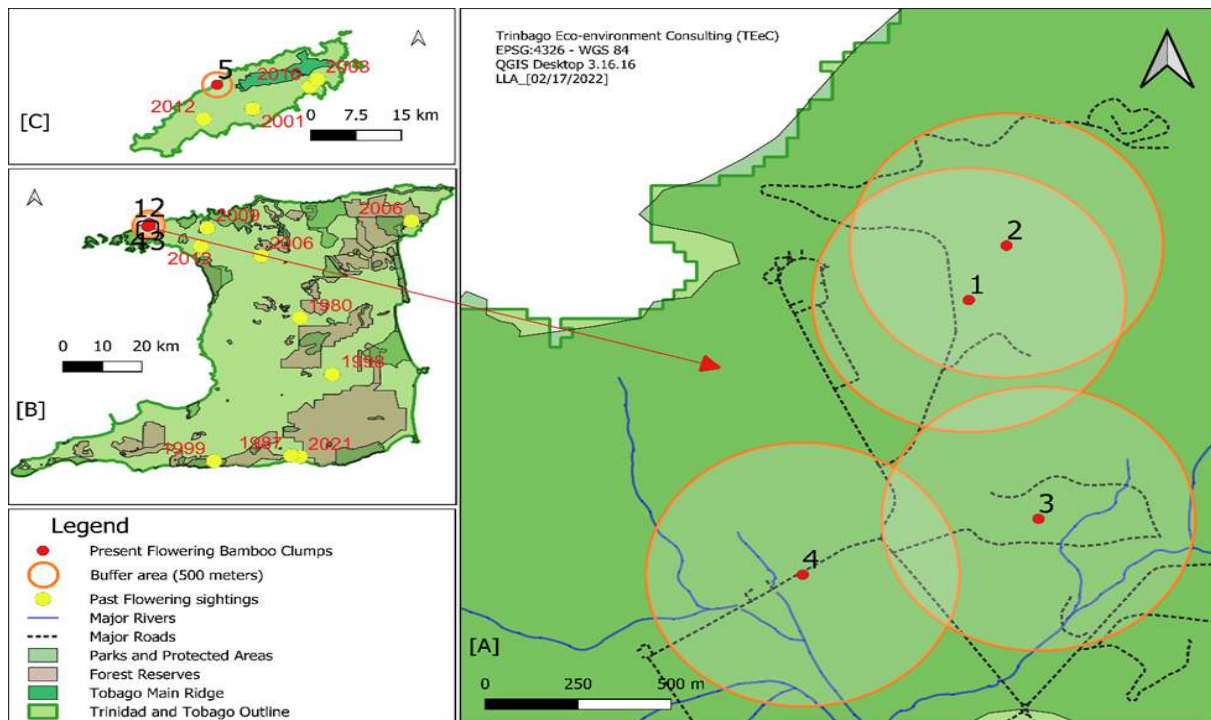 [C]
5
2010
2008
2012
2001
0 7.5 15 km
[B]
12
43
2009
2006
2013
2006
1980
1998
1999
1987
2021
0 10 20 km
Legend
Present Flowering Bamboo Clumps
Buffer area (500 meters)
Past Flowering sightings
Major Rivers
Major Roads
Parks and Protected Areas
Forest Reserves
Tobago Main Ridge
Trinidad and Tobago Outline
Trinbago Eco-environment Consulting (TEeC)
EPSG:4326 - WGS 84
QGIS Desktop 3.16.16
LLA_[02/17/2022]
2
1
3
4
[A]
0 250 500 m